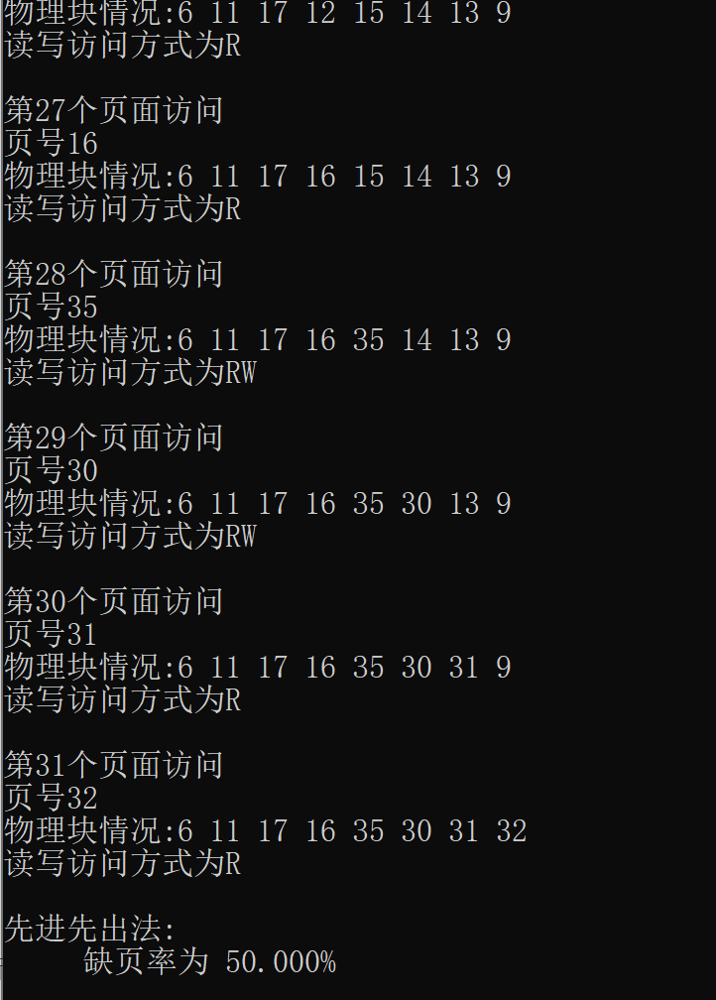 物理块情况:6 11 17 12 15 14 13 9
读写访问方式为R
第27个页面访问
页号16
物理块情况:6 11 17 16 15 14 13 9
读写访问方式为R
第28个页面访问
页号35
物理块情况:6 11 17 16 35 14 13 9
读写访问方式为RW
第29个页面访问
页号30
物理块情况:6 11 17 16 35 30 13 9
读写访问方式为RW
第30个页面访问
页号31
物理块情况:6 11 17 16 35 30 31 9
读写访问方式为R
第31个页面访问
页号32
物理块情况:6 11 17 16 35 30 31 32
读写访问方式为R
先进先出法:
缺页率为 50.000%